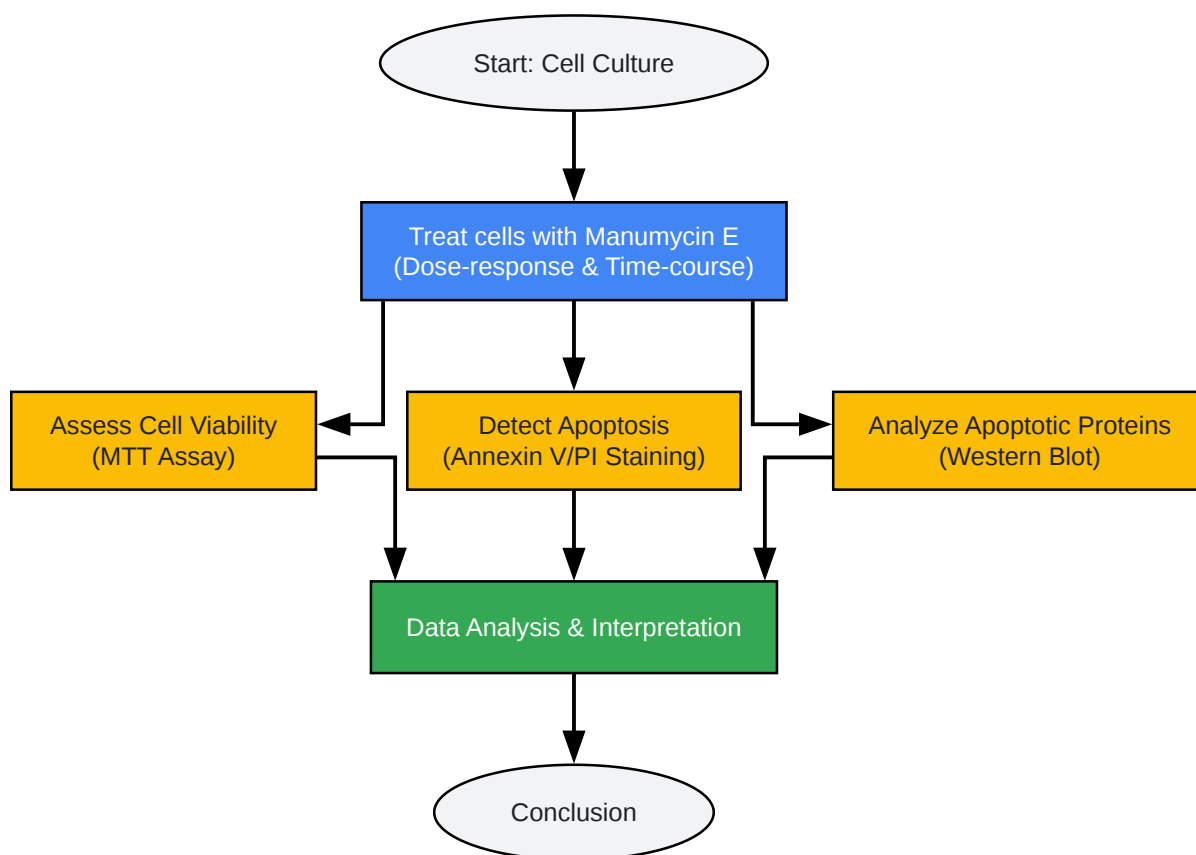 Start: Cell Culture
Treat cells with Manumycin E
(Dose-response & Time-course)
Assess Cell Viability
(MTT Assay)
Detect Apoptosis
(Annexin V/PI Staining)
Analyze Apoptotic Proteins
(Western Blot)
Data Analysis & Interpretation
Conclusion